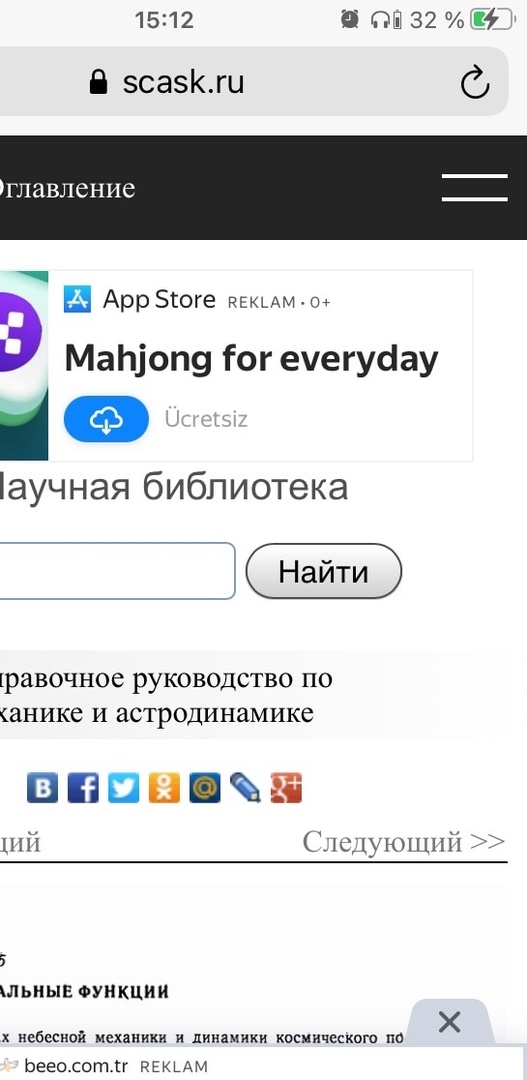 15:12
32 %
scask.ru
Оглавление
App Store REKLAM • 0+
Mahjong for everyday
Ücretsiz
Научная библиотека
Найти
правочное руководство по
ханике и астродинамике
B f @ g+
щий Следующий >>
5
АЛЬНЫЕ ФУНКЦИИ
х небесной механики и динамики космического по
beeo.com.tr REKLAM